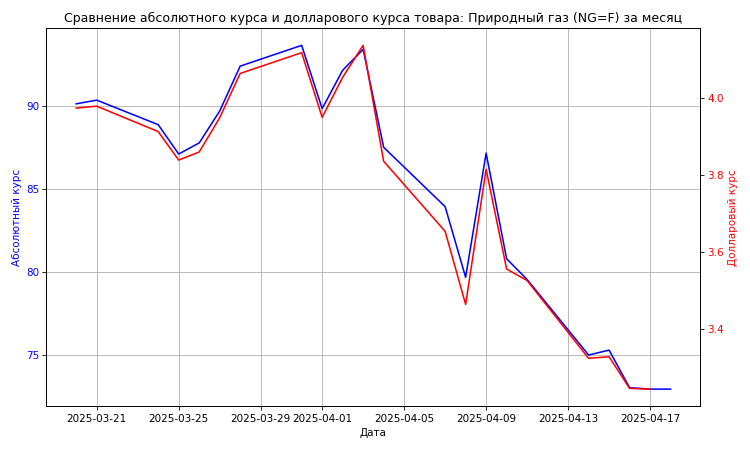 Сравнение абсолютного курса и долларового курса товара: Природный газ (NG=F) за месяц
90
85
80
75
Абсолютный курс
4.0
3.8
3.6
3.4
Долларовый курс
2025-03-21 2025-03-25 2025-03-29 2025-04-01 2025-04-05 2025-04-09 2025-04-13 2025-04-17
Дата